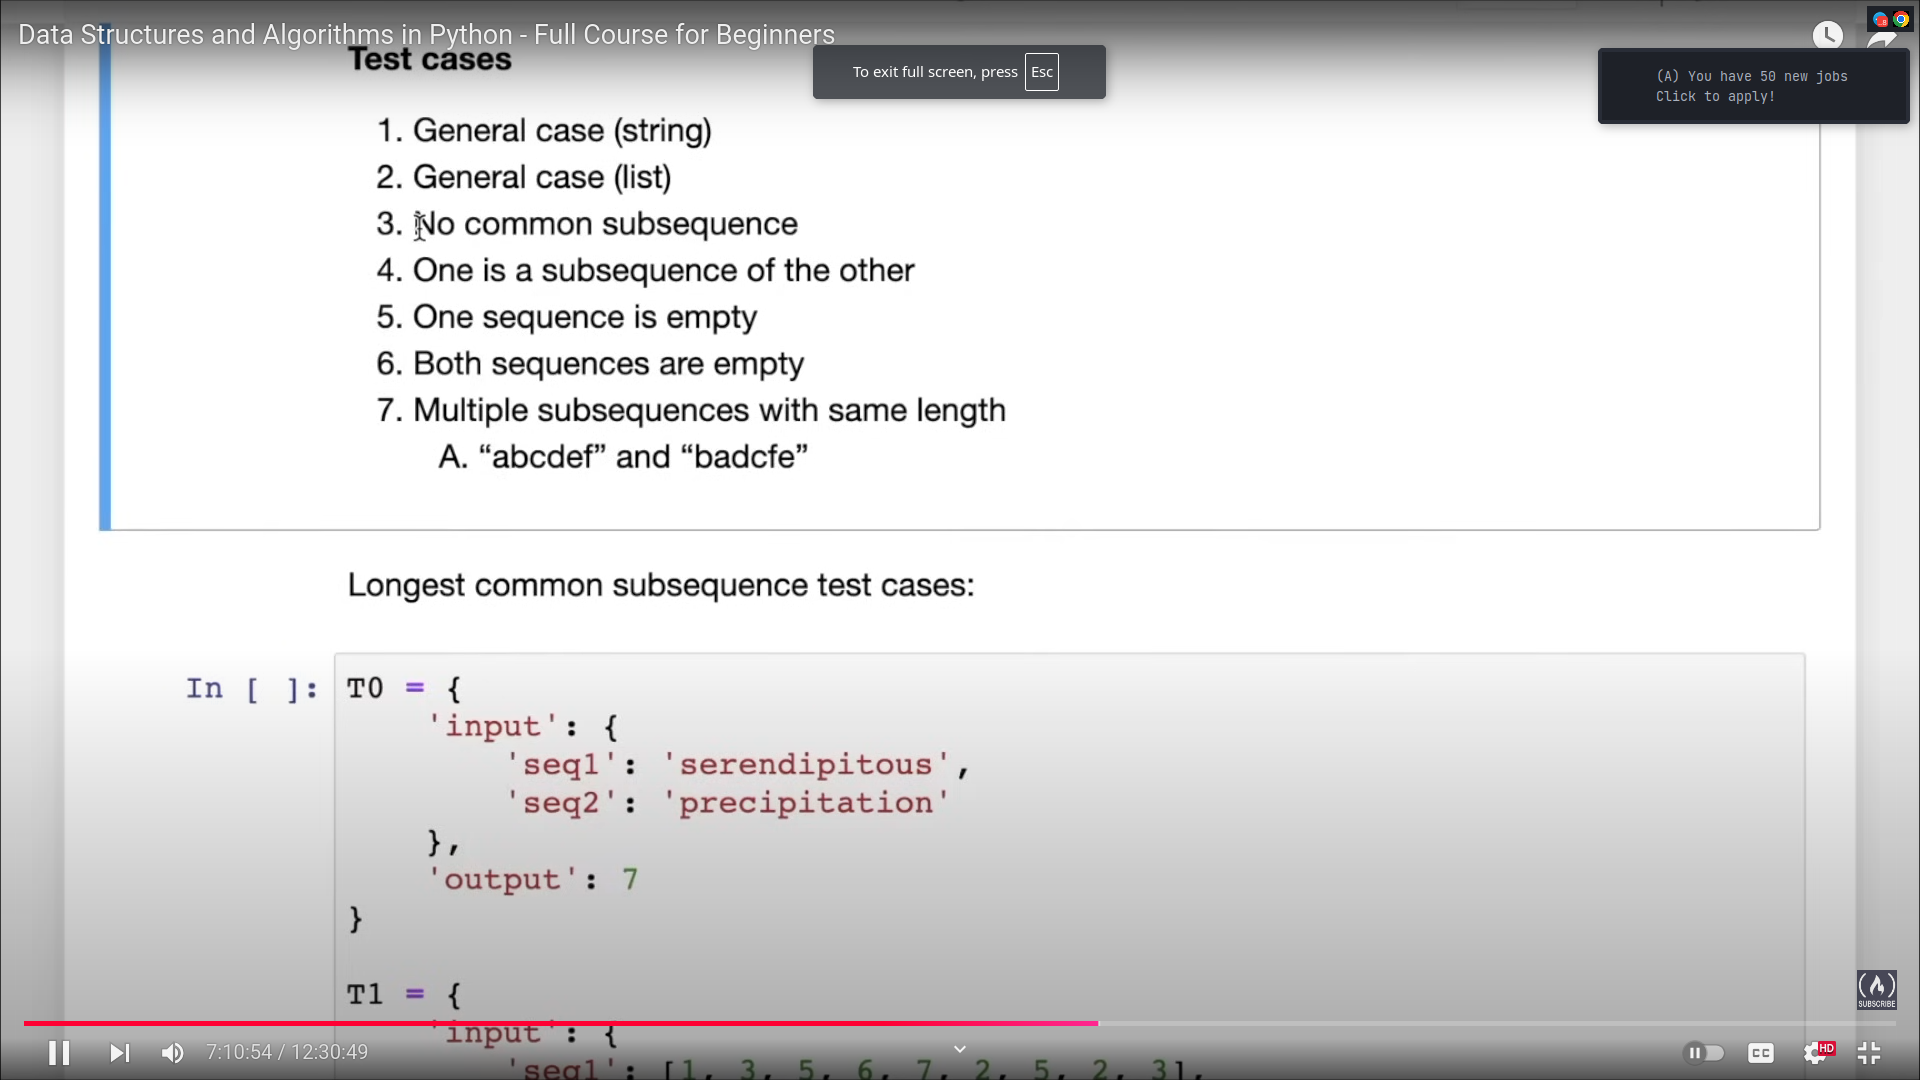 Data Structures and Algorithms in Python - Full Course for Beginners
To exit full screen, press Esc
(A) You have 50 new jobs
Click to apply!
Test cases
1. General case (string)
2. General case (list)
3. No common subsequence
4. One is a subsequence of the other
5. One sequence is empty
6. Both sequences are empty
7. Multiple subsequences with same length
A. “abcdef” and “badcfe”
Longest common subsequence test cases:
In [ ]: T0 = {
'input': {
'seq1': 'serendipitous',
'seq2': 'precipitation'
},
'output': 7
}
T1 = {
'input': {
'seq1': [1, 3, 5, 6, 7, 2, 5, 2, 3],
SUBSCRIBE
7:10:54 / 12:30:49
CC
HD